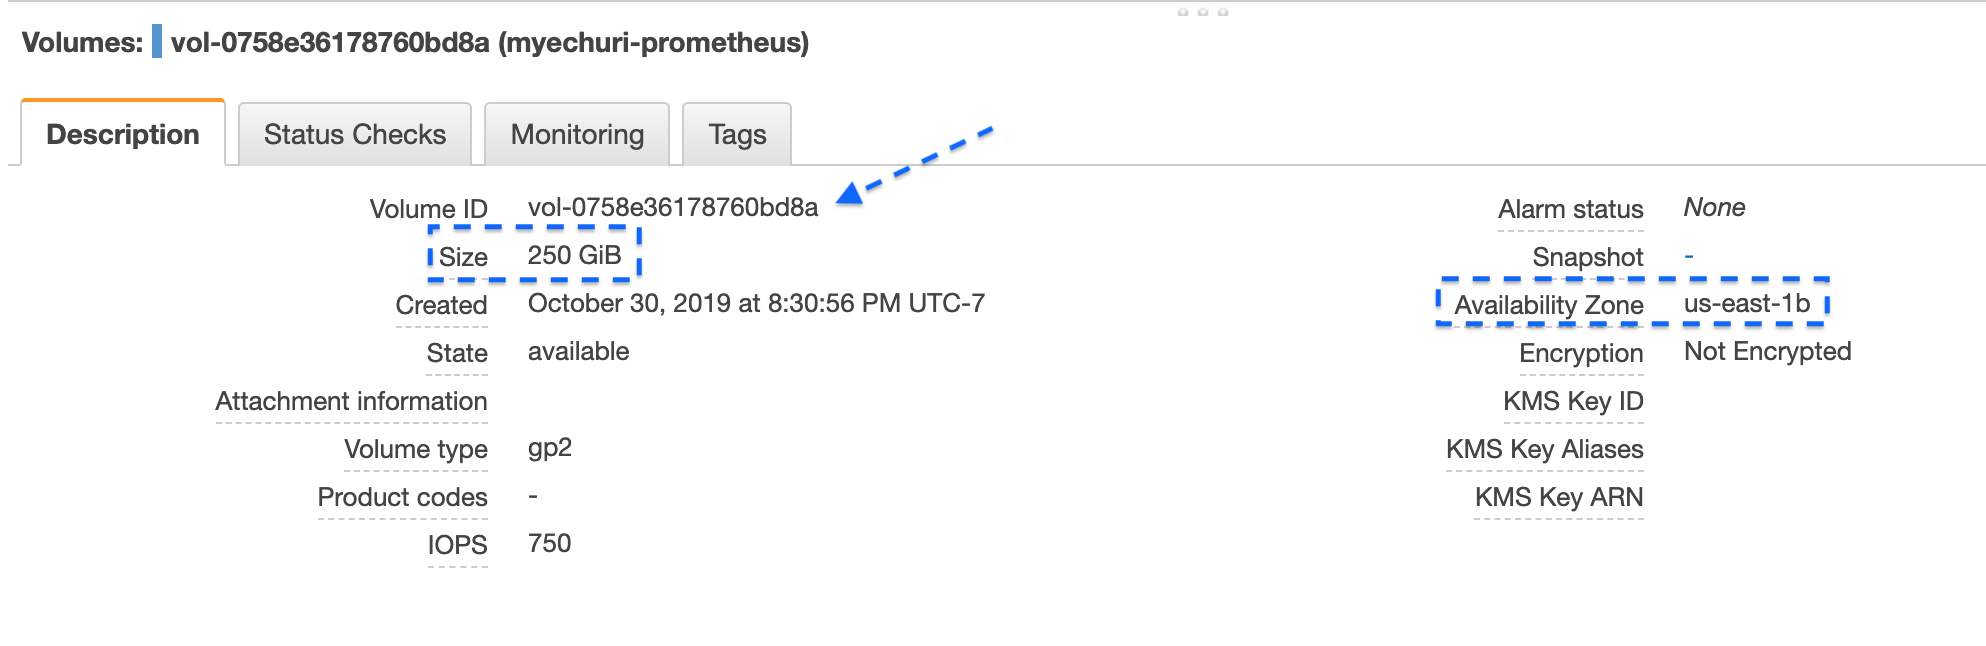 Volumes: vol-0758e36178760bd8a (myechuri-prometheus)
Description Status Checks Monitoring Tags
Volume ID vol-0758e36178760bd8a
Size 250 GiB
Created October 30, 2019 at 8:30:56 PM UTC-7
State available
Attachment information
Volume type gp2
Product codes -
IOPS 750
Alarm status None
Snapshot -
Availability Zone us-east-1b
Encryption Not Encrypted
KMS Key ID
KMS Key Aliases
KMS Key ARN